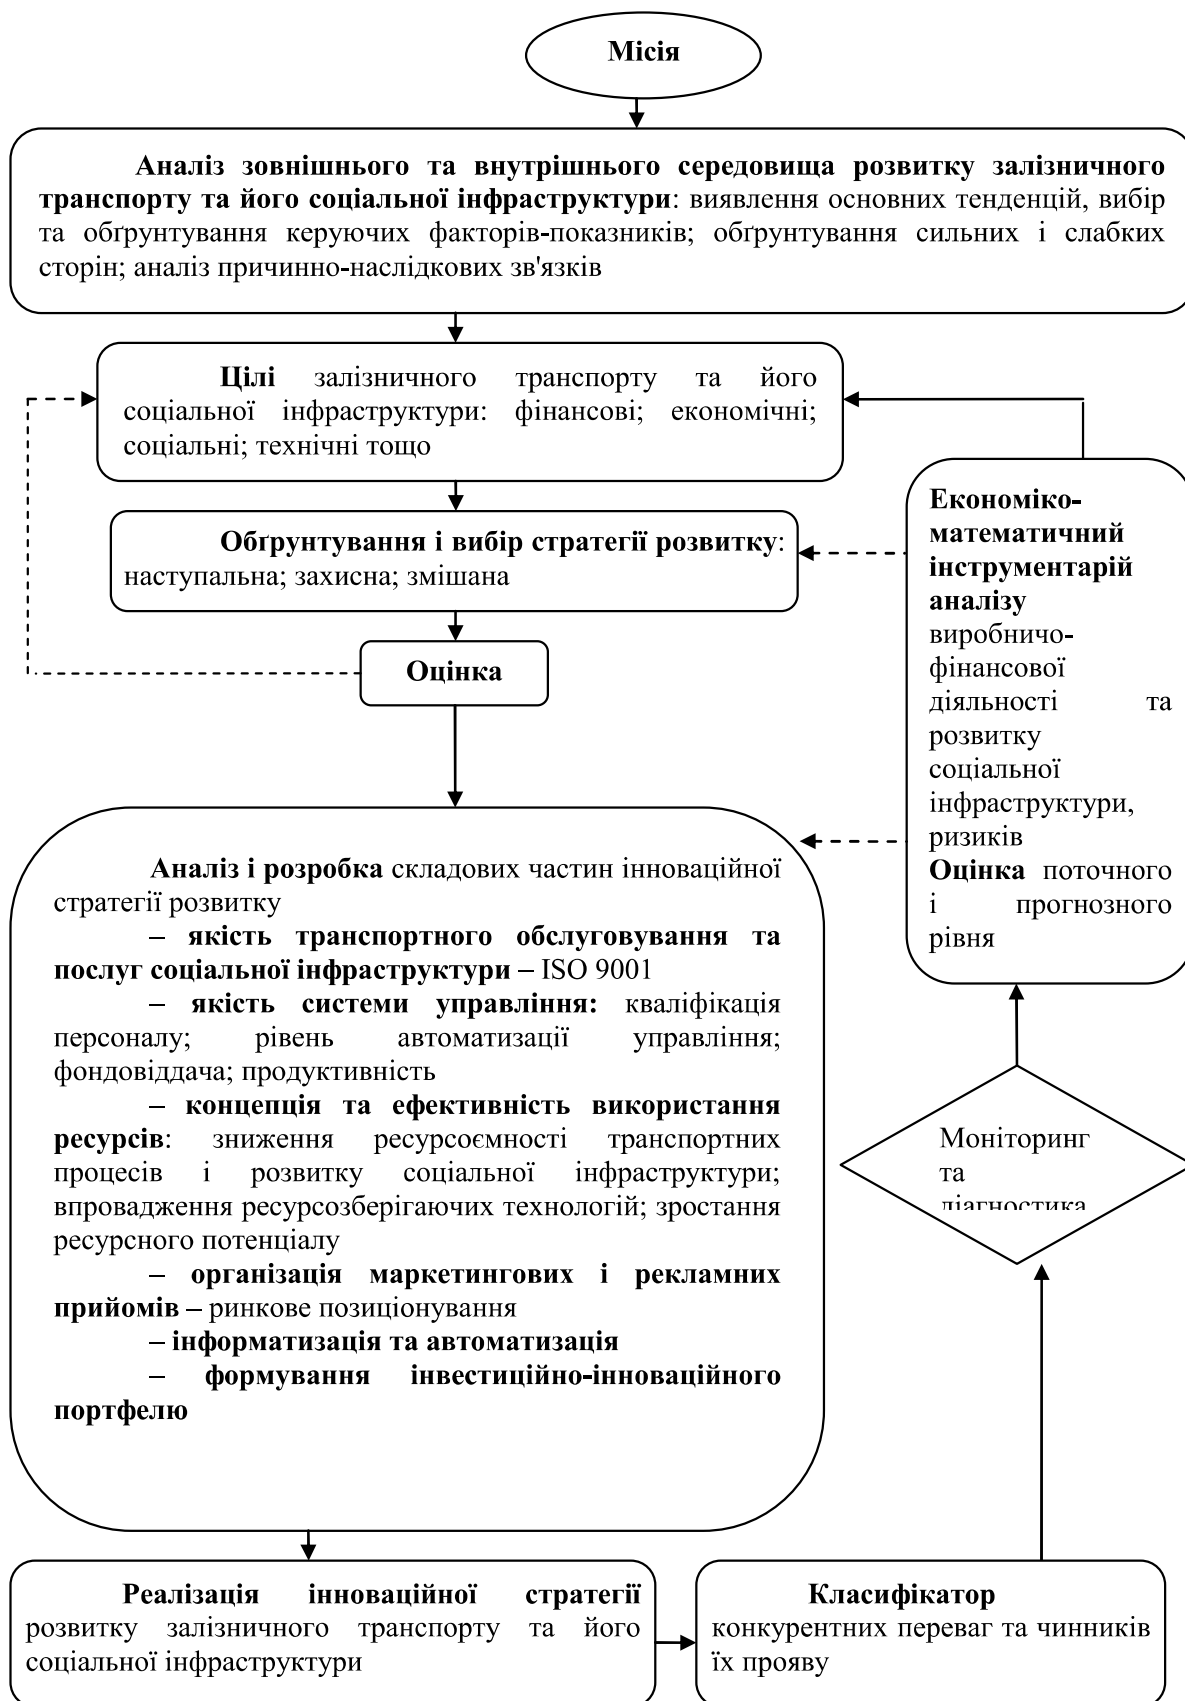 Місія
Аналіз зовнішнього та внутрішнього середовища розвитку залізничного
транспорту та його соціальної інфраструктури: виявлення основних тенденцій, вибір
та обґрунтування керуючих факторів-показників; обґрунтування сильних і слабких
сторін; аналіз причинно-наслідкових зв'язків
Цілі залізничного транспорту та його
соціальної інфраструктури: фінансові; економічні;
соціальні; технічні тощо
Обґрунтування і вибір стратегії розвитку:
наступальна; захисна; змішана
Оцінка
Економіко-
математичний
інструментарій
аналізу
виробничо-
фінансової
діяльності та
розвитку
соціальної
інфраструктури,
ризиків
Оцінка поточного
і прогнозного
рівня
Аналіз і розробка складових частин інноваційної
стратегії розвитку
– якість транспортного обслуговування та
послуг соціальної інфраструктури – ISO 9001
– якість системи управління: кваліфікація
персоналу; рівень автоматизації управління;
фондовіддача; продуктивність
– концепція та ефективність використання
ресурсів: зниження ресурсоємності транспортних
процесів і розвитку соціальної інфраструктури;
впровадження ресурсозберігаючих технологій; зростання
ресурсного потенціалу
– організація маркетингових і рекламних
прийомів – ринкове позиціонування
– інформатизація та автоматизація
– формування інвестиційно-інноваційного
портфелю
Моніторинг
та
діагностика
Реалізація інноваційної стратегії
розвитку залізничного транспорту та його
соціальної інфраструктури
Класифікатор
конкурентних переваг та чинників
їх прояву